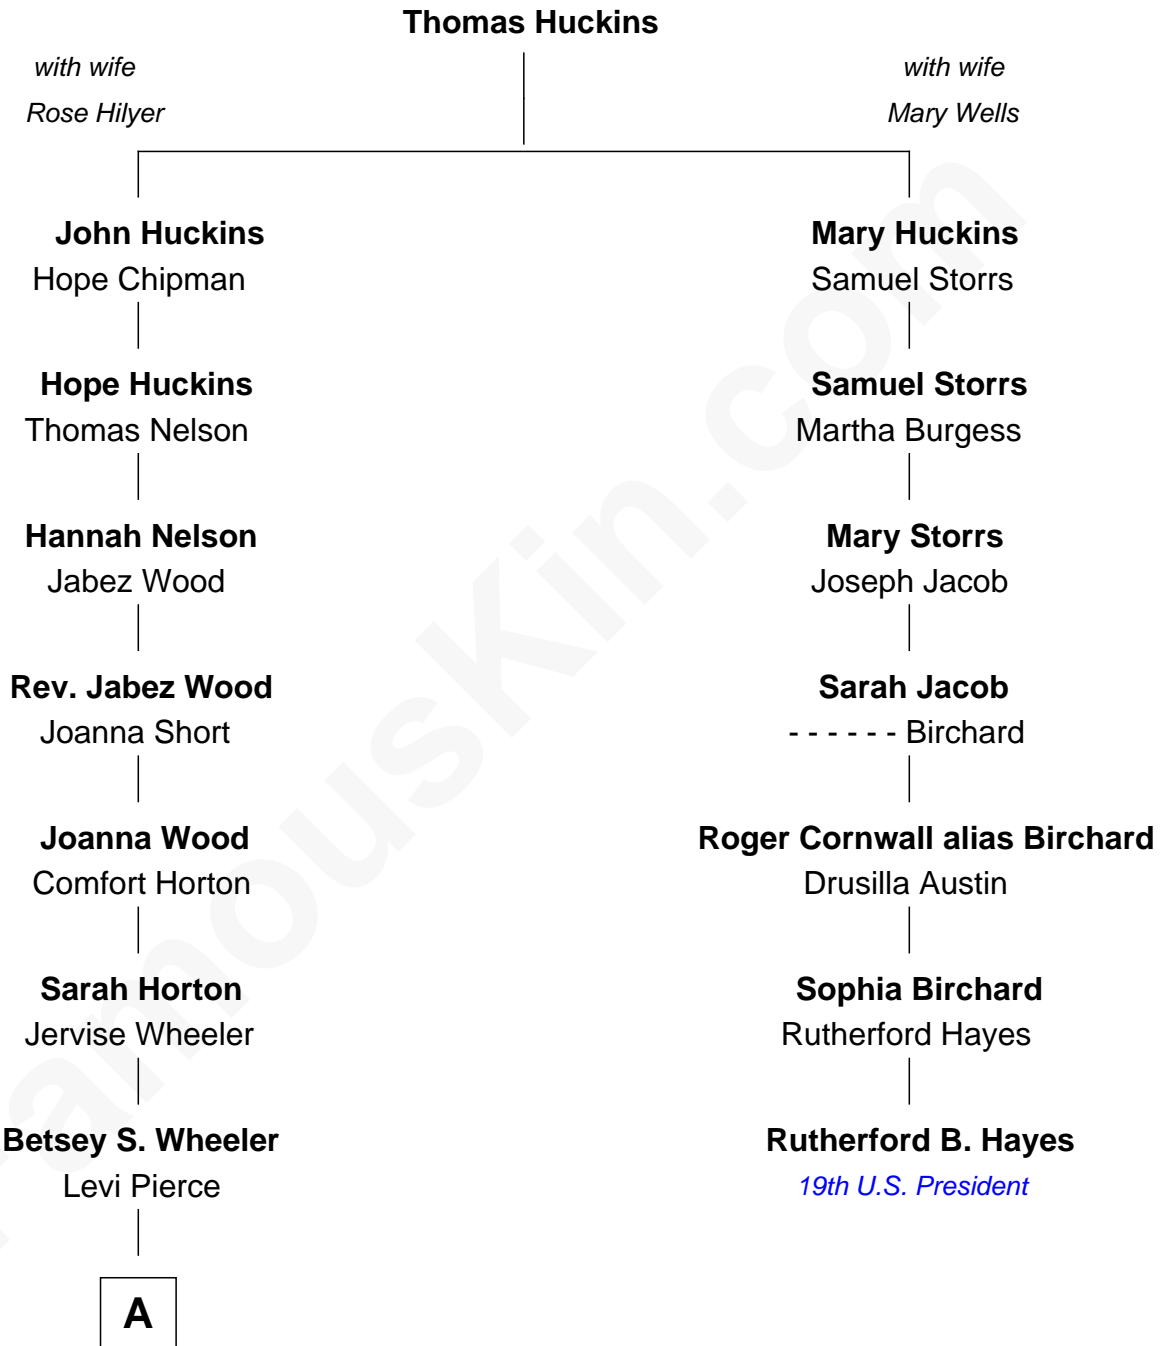 Thomas Huckins
with wife
Rose Hilyer
with wife
Mary Wells
John Huckins
Hope Chipman
Mary Huckins
Samuel Storrs
Hope Huckins
Thomas Nelson
Samuel Storrs
Martha Burgess
Hannah Nelson
Jabez Wood
Mary Storrs
Joseph Jacob
Rev. Jabez Wood
Joanna Short
Sarah Jacob
- - - - - - Birchard
Joanna Wood
Comfort Horton
Roger Cornwall alias Birchard
Drusilla Austin
Sarah Horton
Jervise Wheeler
Sophia Birchard
Rutherford Hayes
Betsey S. Wheeler
Levi Pierce
Rutherford B. Hayes
19th U.S. President
A
FamousKin.com